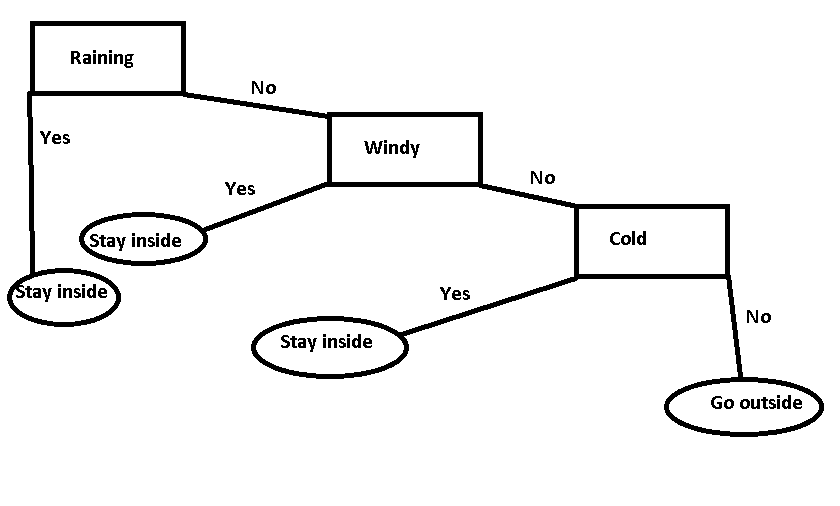 Raining
No
Yes
Windy
Yes
No
Stay inside
Cold
Stay inside
Yes
No
Stay inside
Go outside